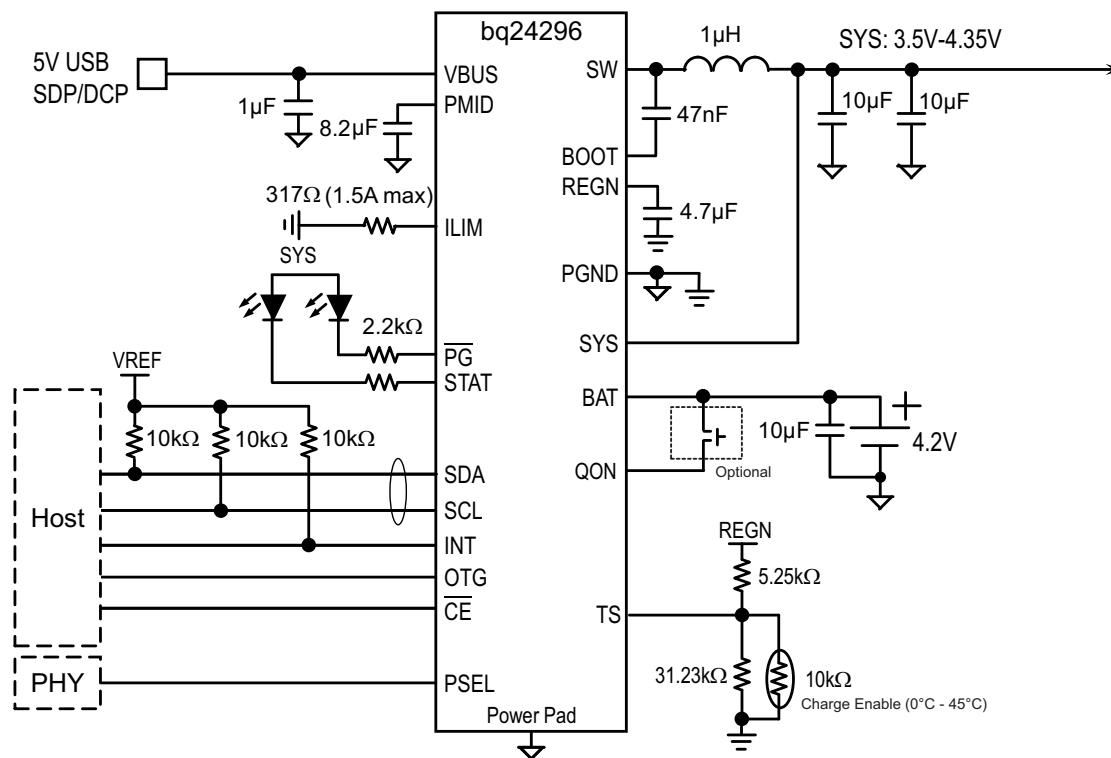 bq24296
5V USB
SDP/DCP
1µF
8.2µF
VBUS
PMID
317Ω (1.5A max)
ILIM
SYS
2.2kΩ
PG
STAT
VREF
10kΩ
10kΩ
10kΩ
Host
SDA
SCL
INT
OTG
CE
PHY
PSEL
Power Pad
SW
1µH
SYS: 3.5V-4.35V
47nF
10µF
10µF
BOOT
REGN
4.7µF
PGND
SYS
BAT
10µF
+
4.2V
QON
Optional
REGN
5.25kΩ
TS
31.23kΩ
10kΩ
Charge Enable (0°C - 45°C)